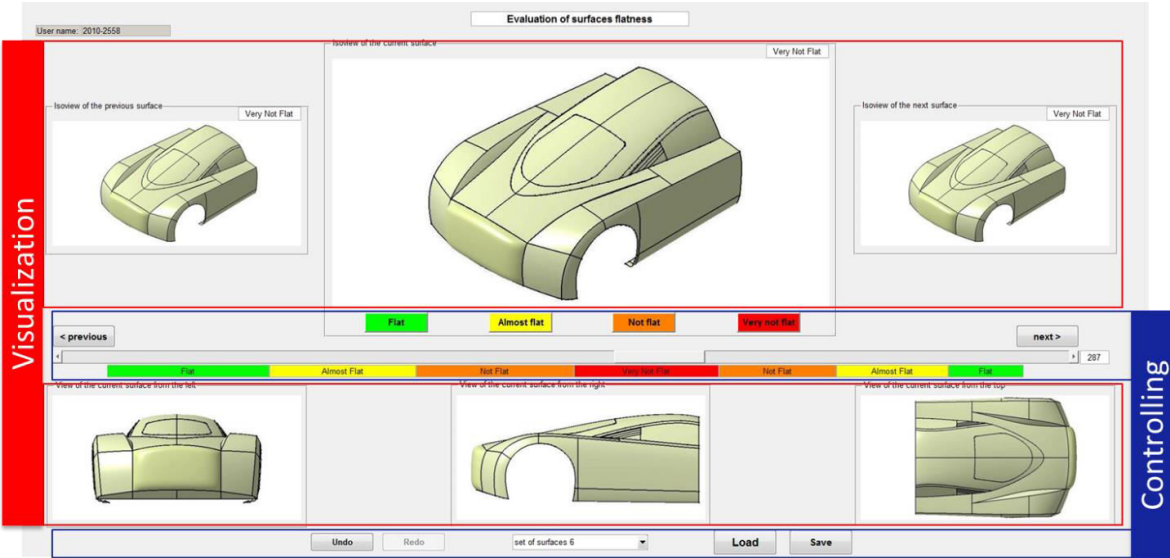 Evaluation of surfaces flatness
User name: 2010-2558
Visualization
Isoview of the previous surface
Very Not Flat
Isoview of the current surface
Very Not Flat
Isoview of the next surface
Very Not Flat
Flat
Almost flat
Not flat
Very not flat
< previous
next >
287
Flat
Almost Flat
Not Flat
Very Not Flat
Not Flat
Almost Flat
Flat
Controlling
View of the current surface from the left
View of the current surface from the right
View of the current surface from the top
Undo
Redo
set of surfaces 6
Load
Save